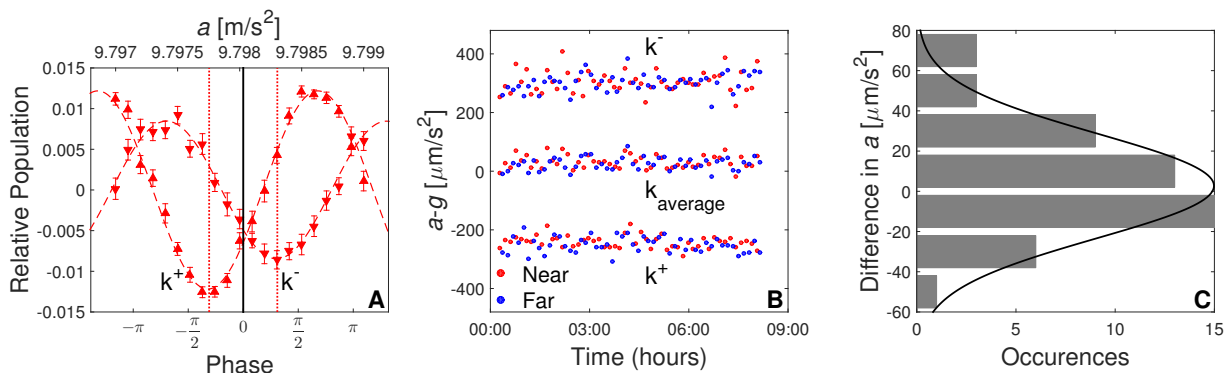 a [m/s²]
9.797 9.7975 9.798 9.7985 9.799
0.015
0.01
0.005
0
-0.005
-0.01
-0.015
Relative Population
k⁺
k⁻
A
−π −π/2 0 π/2 π
Phase
400
200
0
-200
-400
a-g [μm/s²]
k⁻
k_average
k⁺
Near
Far
B
00:00 03:00 06:00 09:00
Time (hours)
80
60
40
20
0
-20
-40
-60
Difference in a [μm/s²]
C
0 5 10 15
Occurences